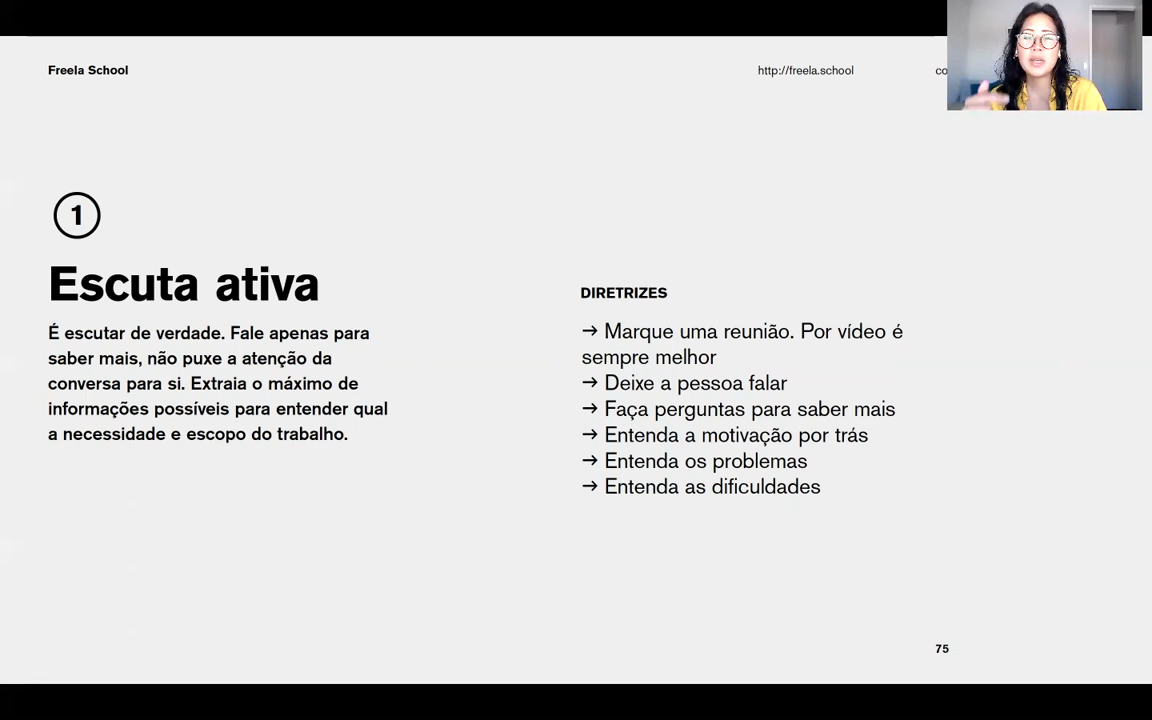 Freela School
http://freela.school
co
1
Escuta ativa
É escutar de verdade. Fale apenas para
saber mais, não puxe a atenção da
conversa para si. Extraia o máximo de
informações possíveis para entender qual
a necessidade e escopo do trabalho.
DIRETRIZES
→ Marque uma reunião. Por vídeo é
sempre melhor
→ Deixe a pessoa falar
→ Faça perguntas para saber mais
→ Entenda a motivação por trás
→ Entenda os problemas
→ Entenda as dificuldades
75